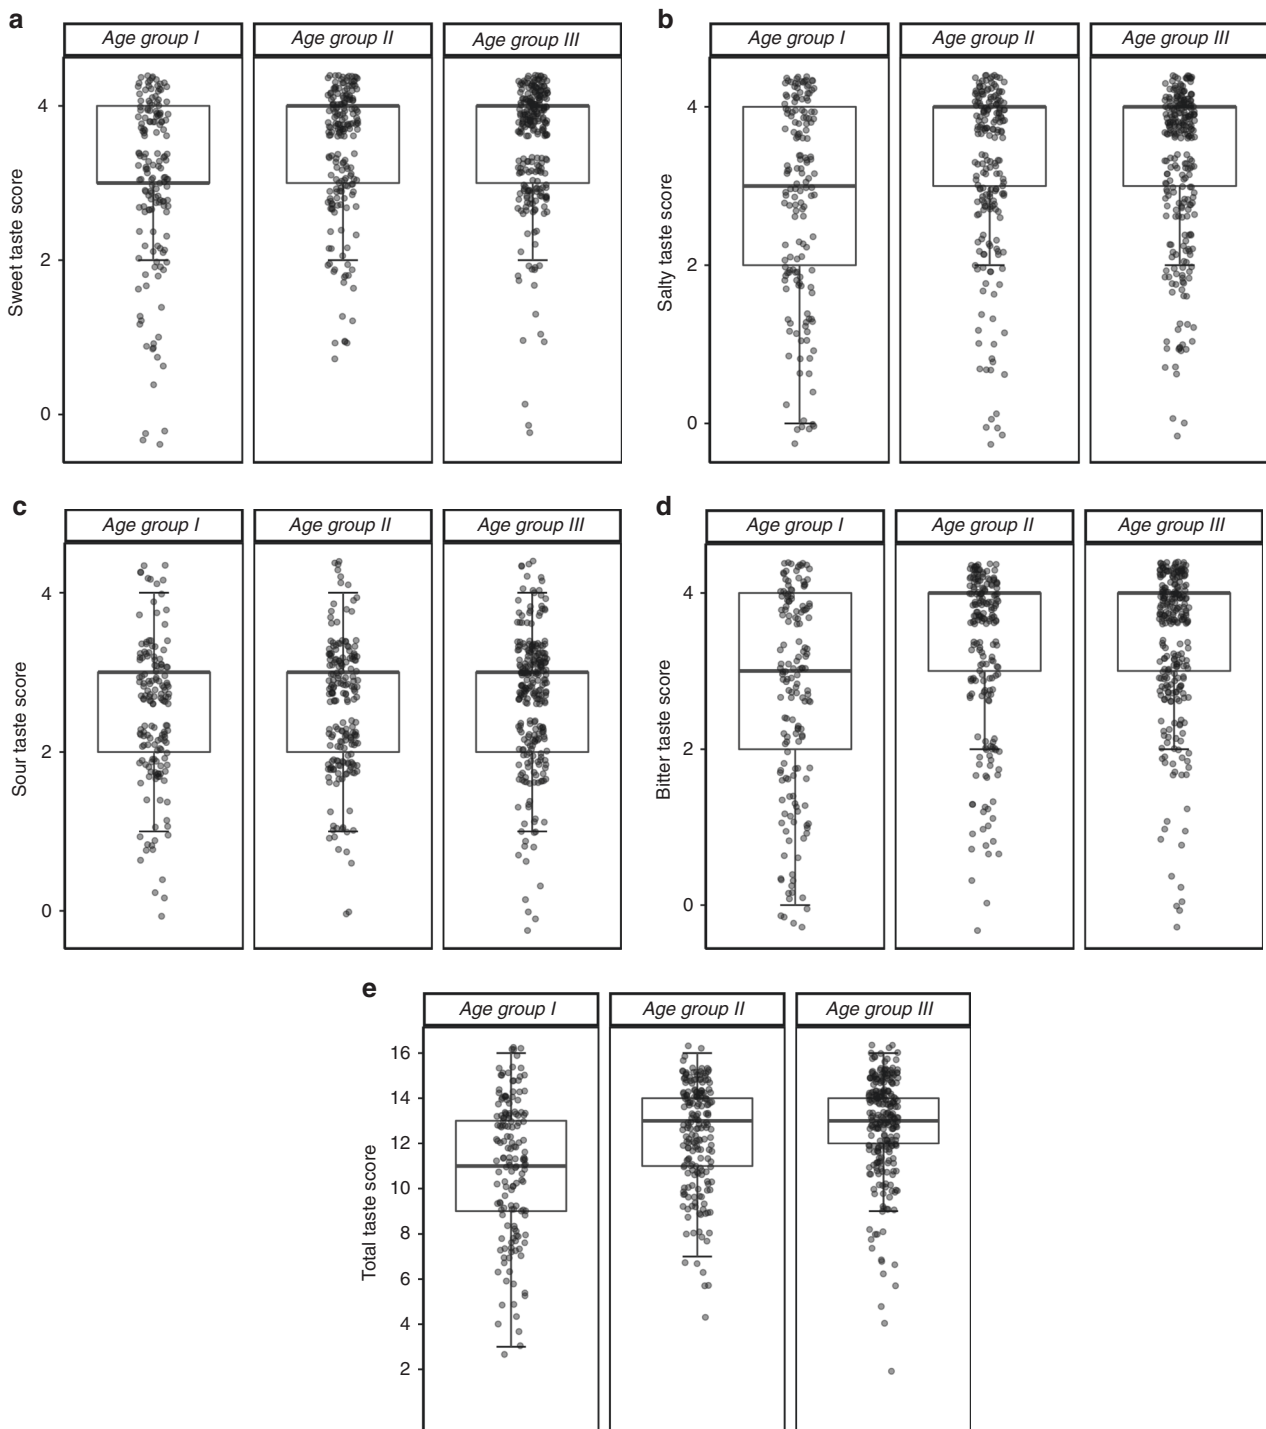 a
Age group I
Age group II
Age group III
Sweet taste score
4
2
0
b
Age group I
Age group II
Age group III
Salty taste score
4
2
0
c
Age group I
Age group II
Age group III
Sour taste score
4
2
0
d
Age group I
Age group II
Age group III
Bitter taste score
4
2
0
e
Age group I
Age group II
Age group III
Total taste score
16
14
12
10
8
6
4
2